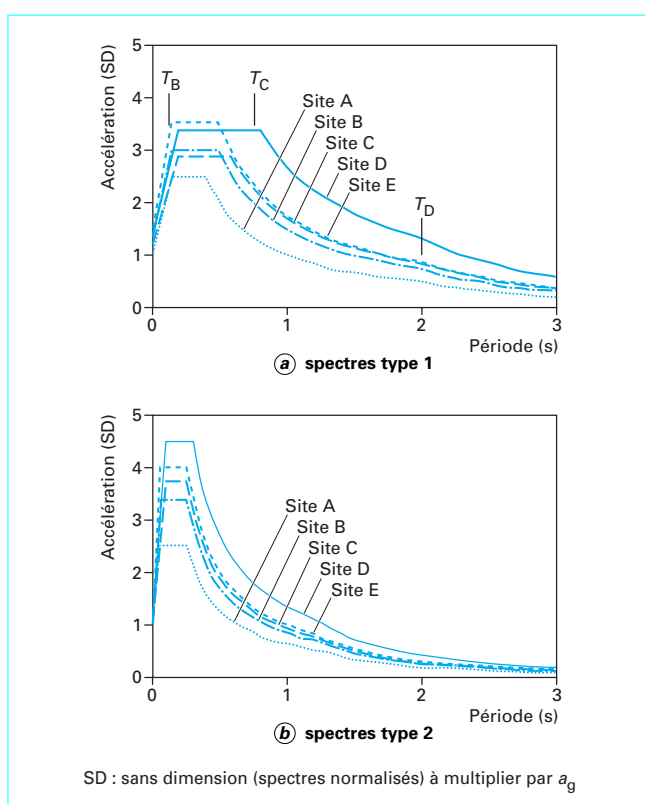 5
4
3
2
1
0
Accélération (SD)
T_B
T_C
Site A
Site B
Site C
Site D
Site E
T_D
0
1
2
3
Période (s)
a spectres type 1
5
4
3
2
1
0
Accélération (SD)
Site A
Site B
Site C
Site D
Site E
0
1
2
3
Période (s)
b spectres type 2
SD : sans dimension (spectres normalisés) à multiplier par a_g